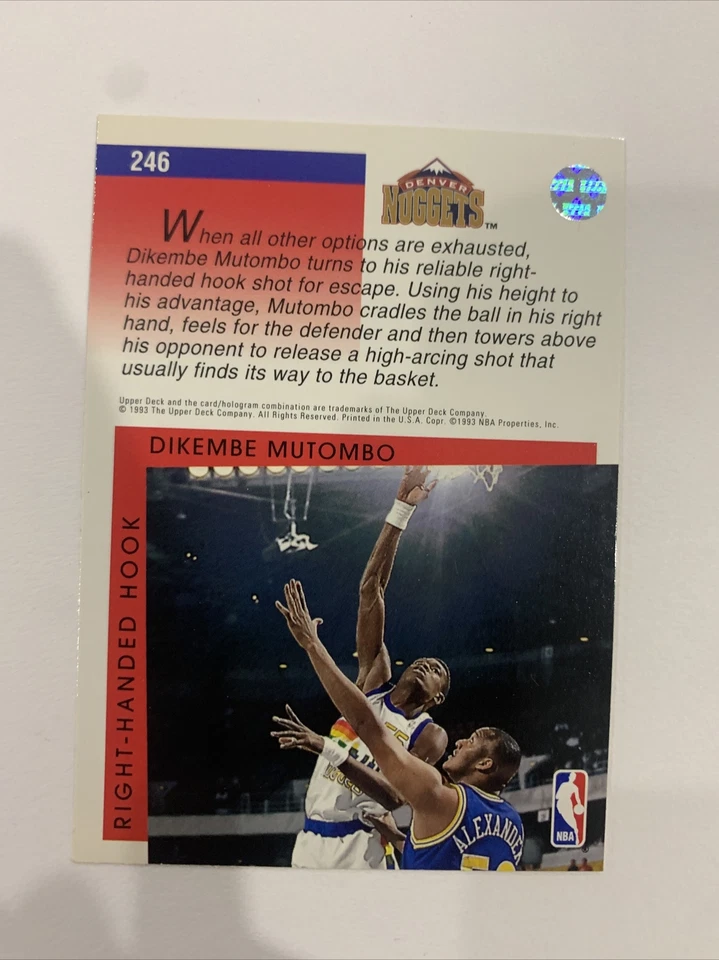 246
DENVER
NUGGETS™
When all other options are exhausted,
Dikembe Mutombo turns to his reliable right-
handed hook shot for escape. Using his height to
his advantage, Mutombo cradles the ball in his right
hand, feels for the defender and then towers above
his opponent to release a high-arcing shot that
usually finds its way to the basket.
Upper Deck and the card/hologram combination are trademarks of The Upper Deck Company.
© 1993 The Upper Deck Company. All Rights Reserved. Printed in the U.S.A. Copr. ©1993 NBA Properties, Inc.
DIKEMBE MUTOMBO
RIGHT-HANDED HOOK
ALEXANDER
NBA